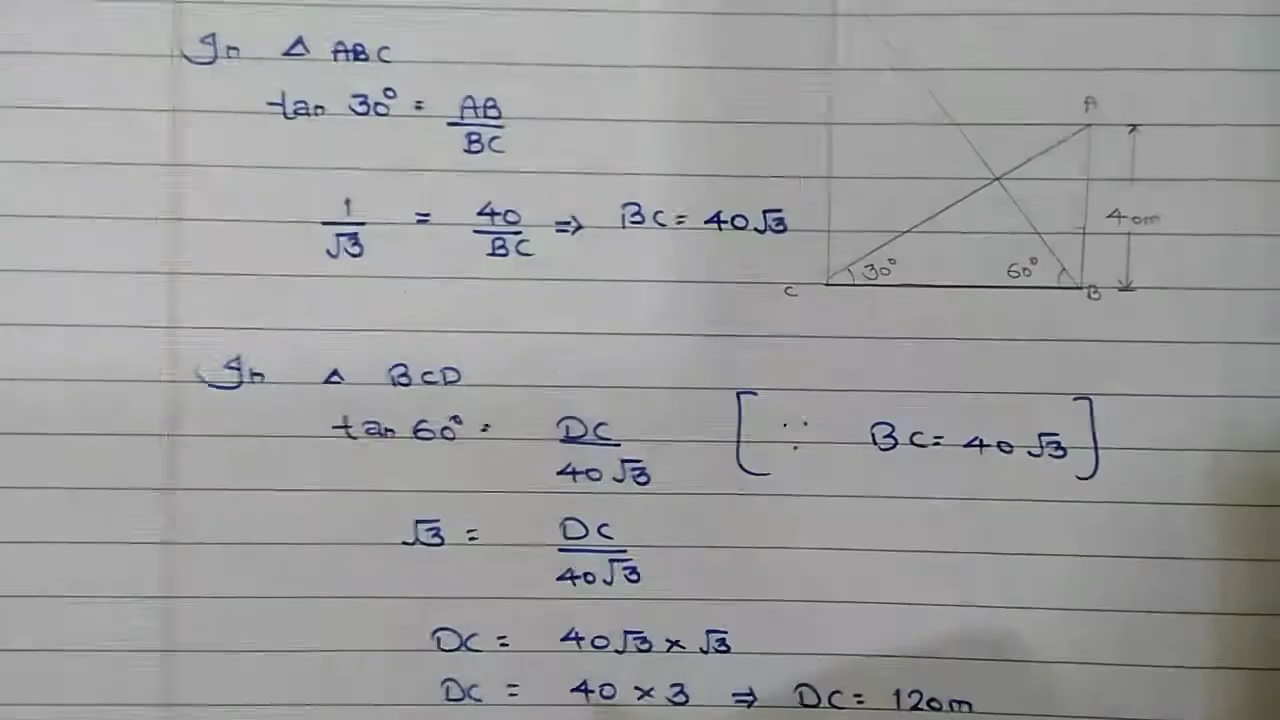 In Δ ABC
tan 30° = AB / BC
1 / √3 = 40 / BC ⇒ BC = 40√3
A
40m
30°
60°
C
B
In Δ BCD
tan 60° = DC / 40√3 [∵ BC = 40√3]
√3 = DC / 40√3
DC = 40√3 × √3
DC = 40 × 3 ⇒ DC = 120m